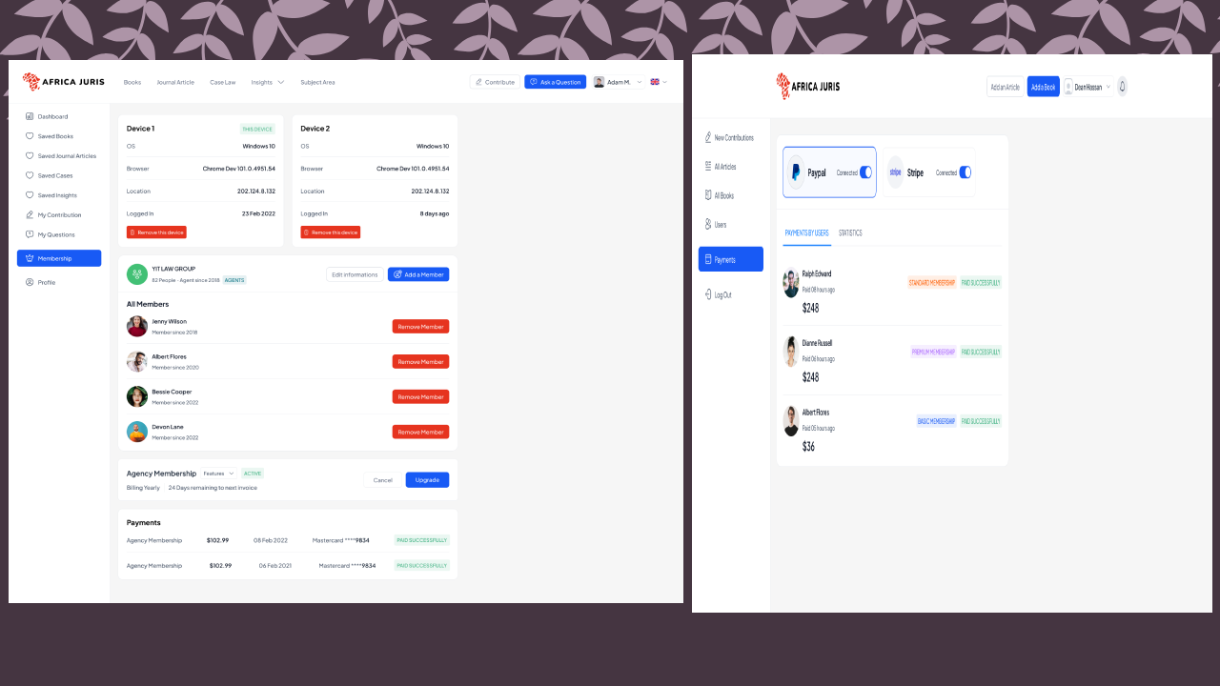 AFRICA JURIS
Books Journal Article Case Law Insights Subject Area
Contribute Ask a Question Adam M.
Dashboard
Saved Books
Saved Journal Articles
Saved Cases
Saved Insights
My Contribution
My Questions
Membership
Profile
Device 1 THIS DEVICE
OS Windows 10
Browser Chrome Dev 101.0.4951.54
Location 202.124.8.132
Logged In 23 Feb 2022
Remove this device
Device 2
OS Windows 10
Browser Chrome Dev 101.0.4951.54
Location 202.124.8.132
Logged In 8 days ago
Remove this device
YIT LAW GROUP
62 People - Agent since 2018 AGENTS
Edit informations Add a Member
All Members
Jenny Wilson
Member since 2018
Remove Member
Albert Flores
Member since 2020
Remove Member
Bessie Cooper
Member since 2022
Remove Member
Devon Lane
Member since 2022
Remove Member
Agency Membership Features ACTIVE
Billing Yearly 24 Days remaining to next invoice
Cancel Upgrade
Payments
Agency Membership $102.99 08 Feb 2022 Mastercard ****9834 PAID SUCCESSFULLY
Agency Membership $102.99 06 Feb 2021 Mastercard ****9834 PAID SUCCESSFULLY
AFRICA JURIS
Add an Article Add a Book
New Contributions
All Articles
All Books
Users
Payments
Log Out
Paypal Connected
stripe Stripe Connected
PAYMENTS BY USERS STATISTICS
Ralph Edward
Paid 08 hours ago
$248
STANDARD MEMBERSHIP PAID SUCCESSFULLY
Dianne Russell
Paid 06 hours ago
$248
PREMIUM MEMBERSHIP PAID SUCCESSFULLY
Albert Flores
Paid 05 hours ago
$36
BASIC MEMBERSHIP PAID SUCCESSFULLY